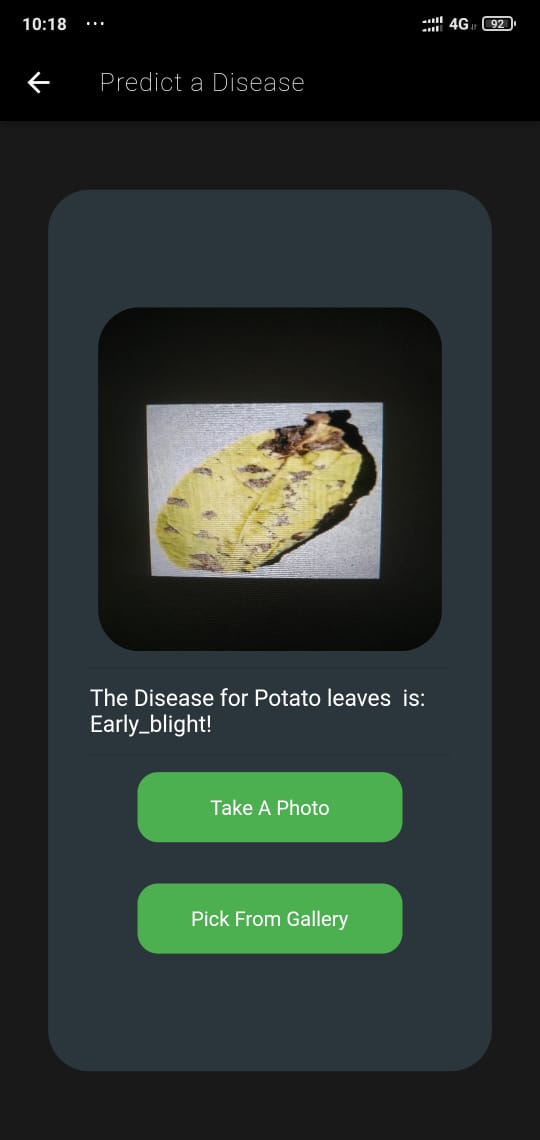 10:18 ... 4G 92
Predict a Disease
The Disease for Potato leaves is:
Early_blight!
Take A Photo
Pick From Gallery